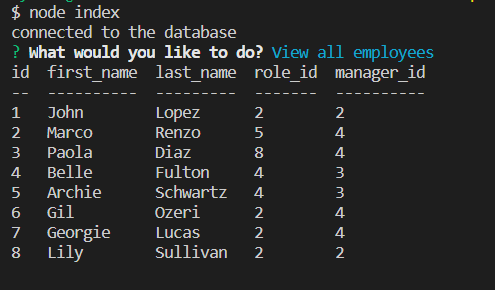 $ node index
connected to the database
? What would you like to do? View all employees
id  first_name  last_name  role_id  manager_id
--  ----------  ---------  -------  ----------
1   John        Lopez      2        2
2   Marco       Renzo      5        4
3   Paola       Diaz       8        4
4   Belle       Fulton     4        3
5   Archie      Schwartz   4        3
6   Gil         Ozeri      2        4
7   Georgie     Lucas      2        4
8   Lily        Sullivan   2        2